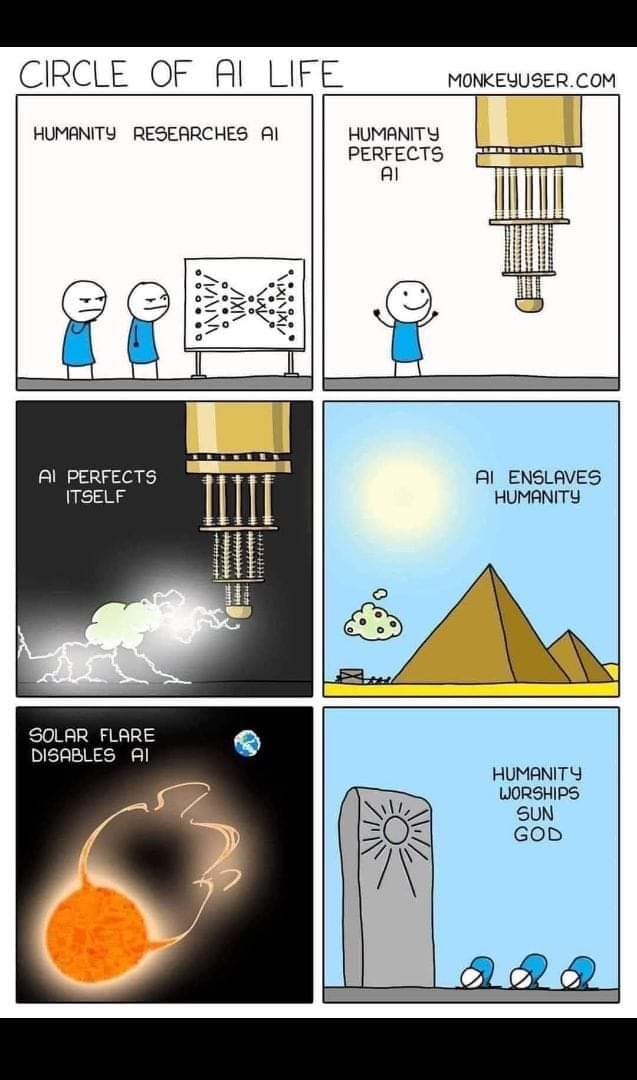 CIRCLE OF AI LIFE
MONKEYUSER.COM
HUMANITY RESEARCHES AI
HUMANITY
PERFECTS
AI
AI PERFECTS
ITSELF
AI ENSLAVES
HUMANITY
SOLAR FLARE
DISABLES AI
HUMANITY
WORSHIPS
SUN
GOD